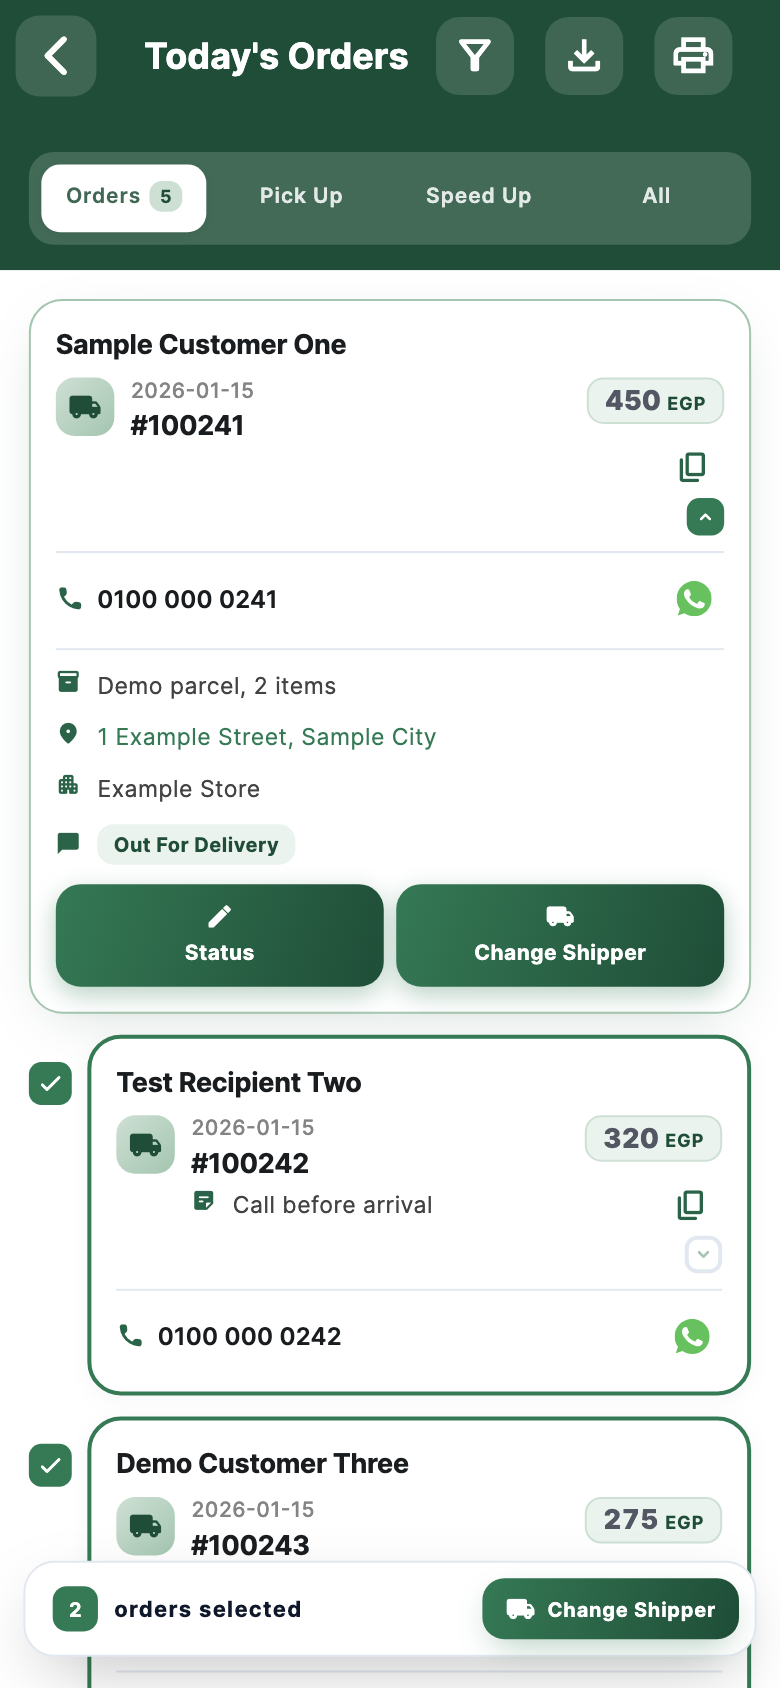 Today's Orders
Orders 5
Pick Up
Speed Up
All
Sample Customer One
2026-01-15
#100241
450 EGP
0100 000 0241
Demo parcel, 2 items
1 Example Street, Sample City
Example Store
Out For Delivery
Status
Change Shipper
Test Recipient Two
2026-01-15
#100242
320 EGP
Call before arrival
0100 000 0242
Demo Customer Three
2026-01-15
#100243
275 EGP
2 orders selected
Change Shipper